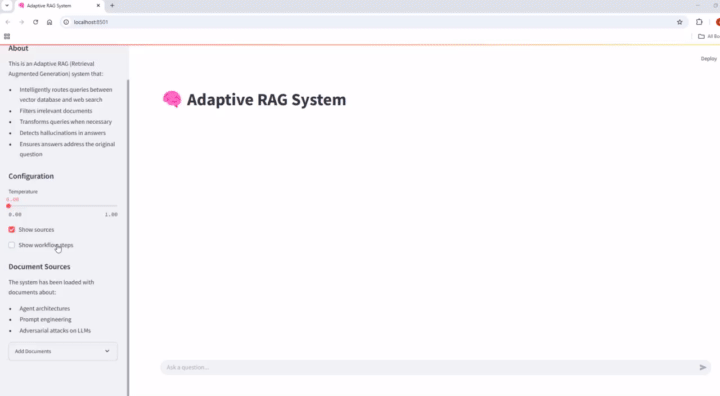 Adaptive RAG System
localhost:8501
All Bo
Deploy
About
This is an Adaptive RAG (Retrieval
Augmented Generation) system that:
Intelligently routes queries between
vector database and web search
Filters irrelevant documents
Transforms queries when necessary
Detects hallucinations in answers
Ensures answers address the original
question
Configuration
Temperature
0.00
0.00 1.00
Show sources
Show workflow steps
Document Sources
The system has been loaded with
documents about:
Agent architectures
Prompt engineering
Adversarial attacks on LLMs
Add Documents
Adaptive RAG System
Ask a question...